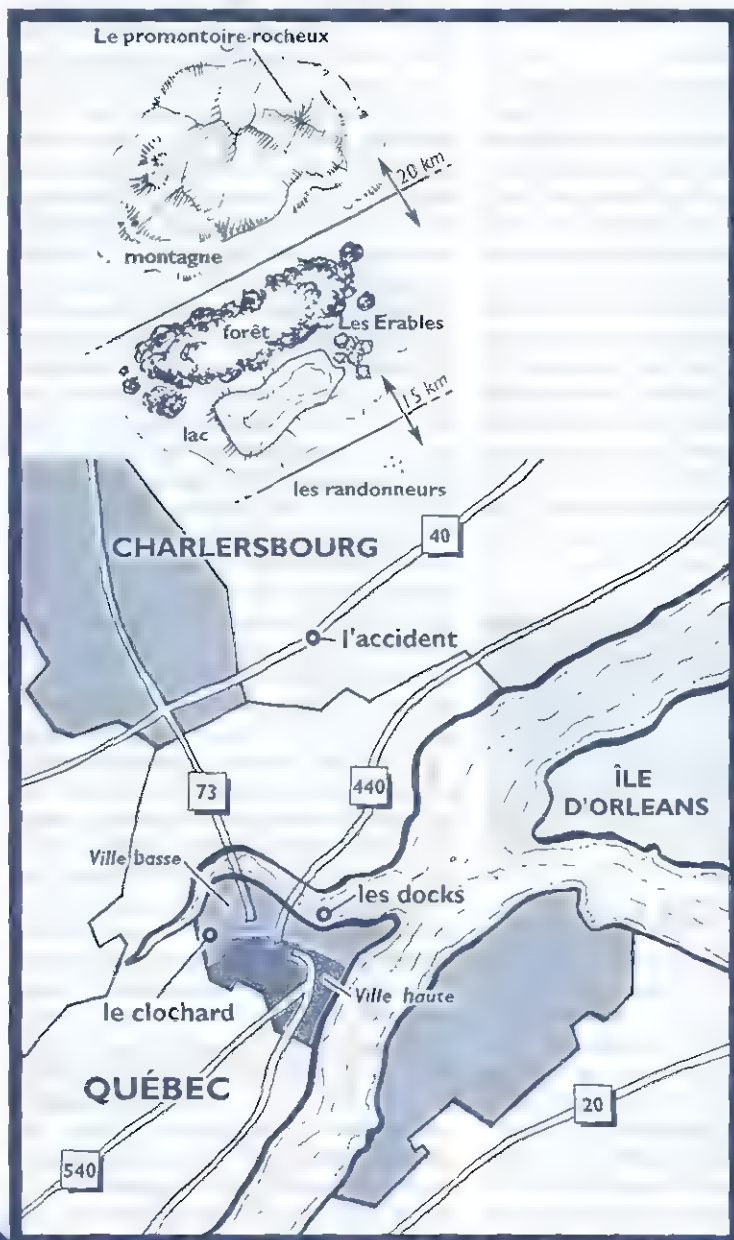 Le promontoire rocheux
20 km
montagne
forêt
Les Erables
15 km
lac
les randonneurs
CHARLERSBOURG
40
l'accident
73
440
ÎLE
D'ORLEANS
Ville basse
les docks
le clochard
Ville haute
QUÉBEC
20
540